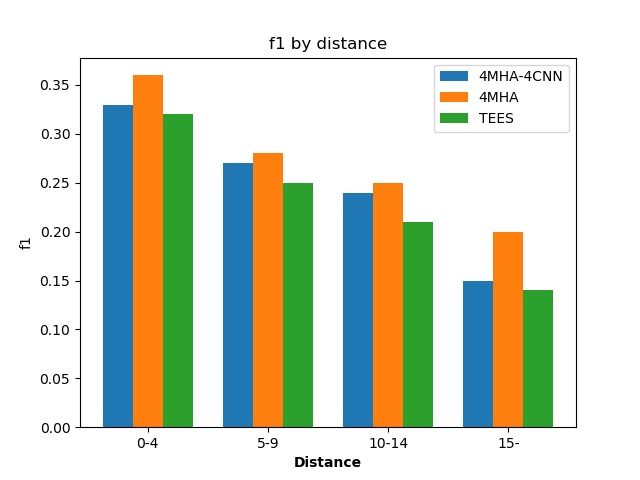 f1 by distance
4MHA-4CNN
4MHA
TEES
f1
0.35
0.30
0.25
0.20
0.15
0.10
0.05
0.00
0-4
5-9
10-14
15-
Distance